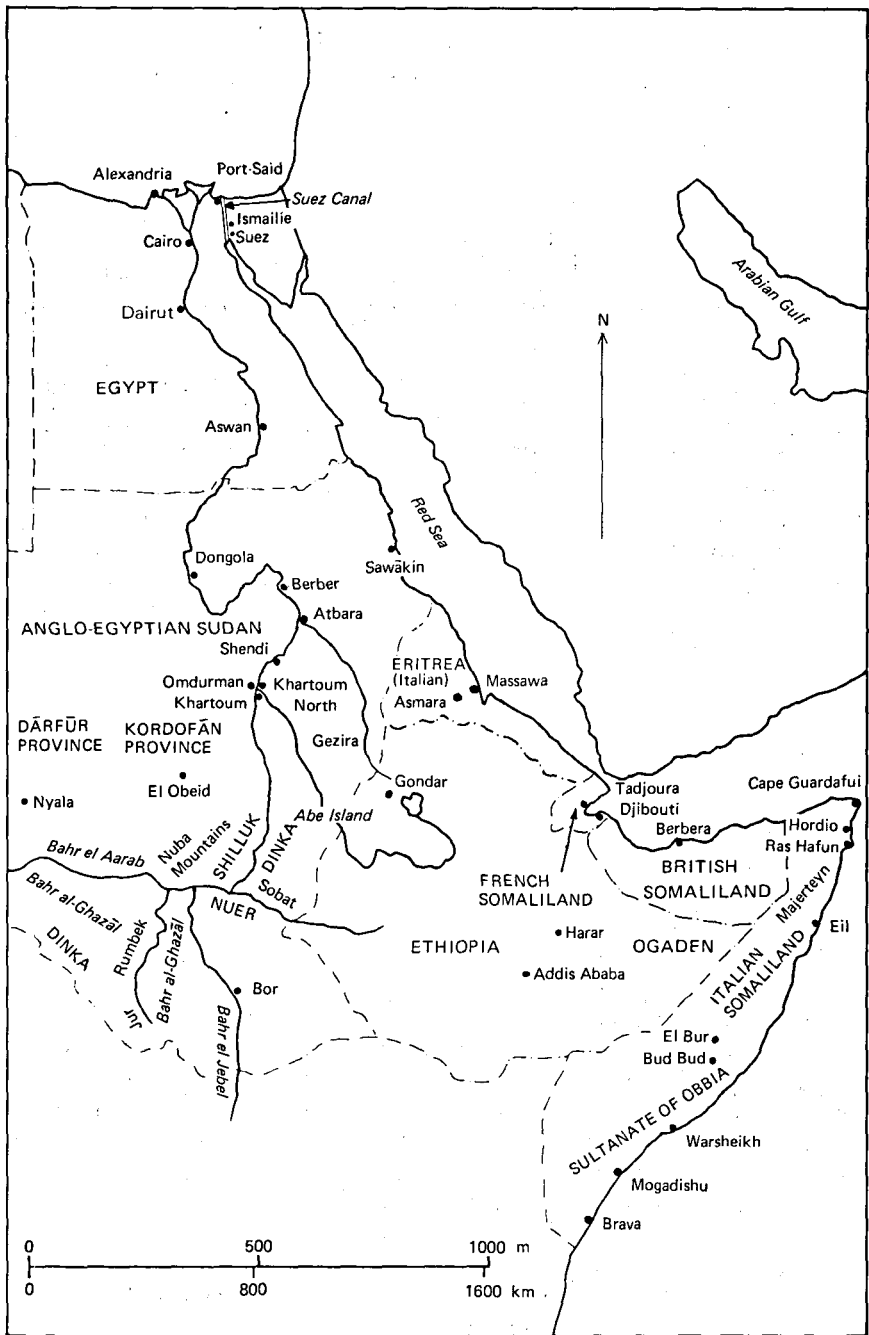 Alexandria
Port-Said
Suez Canal
Ismailie
Suez
Cairo
Dairut
EGYPT
Aswan
Arabian Gulf
N
Red Sea
Dongola
Sawākin
Berber
Atbara
ANGLO-EGYPTIAN SUDAN
Shendi
ERITREA
(Italian)
Massawa
Asmara
Omdurman
Khartoum
Khartoum
North
DĀRFŪR
PROVINCE
KORDOFĀN
PROVINCE
Gezira
Nyala
El Obeid
Gondar
Tadjoura
Djibouti
Cape Guardafui
Berbera
Hordio
Ras Hafun
Abe Island
Nuba
Mountains
SHILLUK
DINKA
Bahr el Aarab
Sobat
NUER
FRENCH
SOMALILAND
BRITISH
SOMALILAND
Majerteyn
Bahr al-Ghazāl
DINKA
Rumbek
Jur
Bahr al-Ghazāl
Bor
Bahr el Jebel
Harar
ETHIOPIA
OGADEN
Eil
Addis Ababa
ITALIAN
SOMALILAND
El Bur
Bud Bud
SULTANATE OF OBBIA
Warsheikh
Mogadishu
Brava
0 500 1000 m
0 800 1600 km